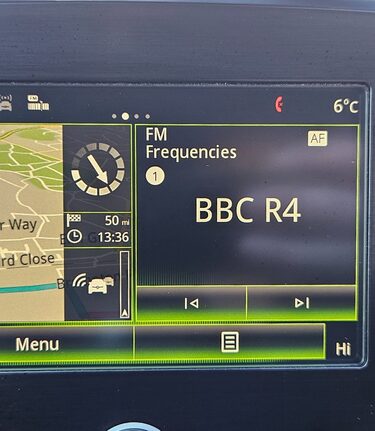 6°c
FM
Frequencies
AF
1
BBC R4
50 mi
13:36
r Way
rd Close
Menu
Hi